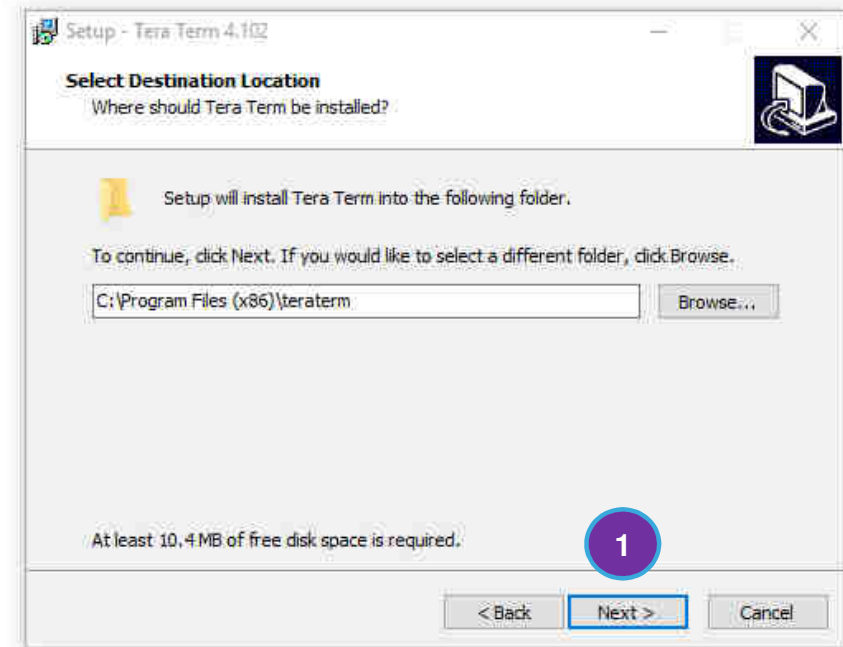 Setup - Tera Term 4.102
Select Destination Location
Where should Tera Term be installed?
Setup will install Tera Term into the following folder.
To continue, click Next. If you would like to select a different folder, click Browse.
C:\Program Files (x86)\teraterm
Browse...
At least 10,4 MB of free disk space is required.
1
< Back
Next >
Cancel